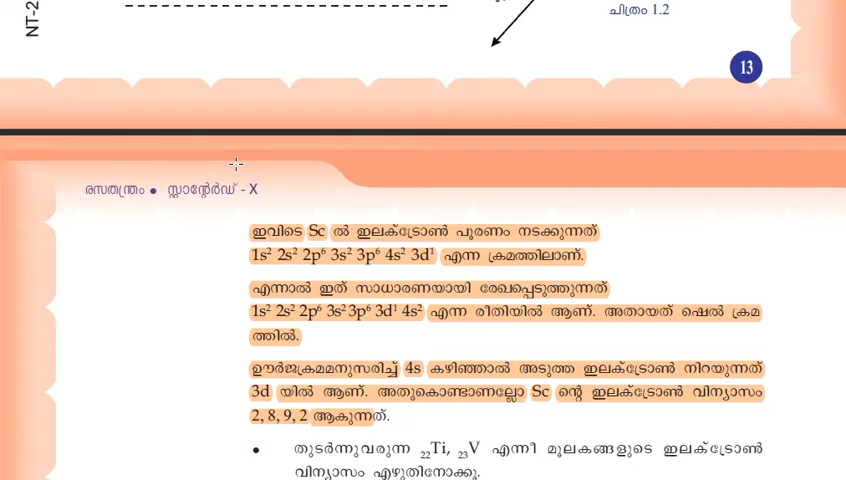 NT-2
ചിത്രം 1.2
13
രസതന്ത്രം ● സ്റ്റാന്റേർഡ് - X
ഇവിടെ Sc ൽ ഇലക്ട്രോൺ പൂരണം നടക്കുന്നത്
1s² 2s² 2p⁶ 3s² 3p⁶ 4s² 3d¹ എന്ന ക്രമത്തിലാണ്.
എന്നാൽ ഇത് സാധാരണയായി രേഖപ്പെടുത്തുന്നത്
1s² 2s² 2p⁶ 3s² 3p⁶ 3d¹ 4s² എന്ന രീതിയിൽ ആണ്. അതായത് ഷെൽ ക്രമ
ത്തിൽ.
ഊർജക്രമമനുസരിച്ച് 4s കഴിഞ്ഞാൽ അടുത്ത ഇലക്ട്രോൺ നിറയുന്നത്
3d യിൽ ആണ്. അതുകൊണ്ടാണല്ലോ Sc ന്റെ ഇലക്ട്രോൺ വിന്യാസം
2, 8, 9, 2 ആകുന്നത്.
● തുടർന്നുവരുന്ന ₂₂Ti, ₂₃V എന്നീ മൂലകങ്ങളുടെ ഇലക്ട്രോൺ
വിന്യാസം എഴുതിനോക്കൂ.